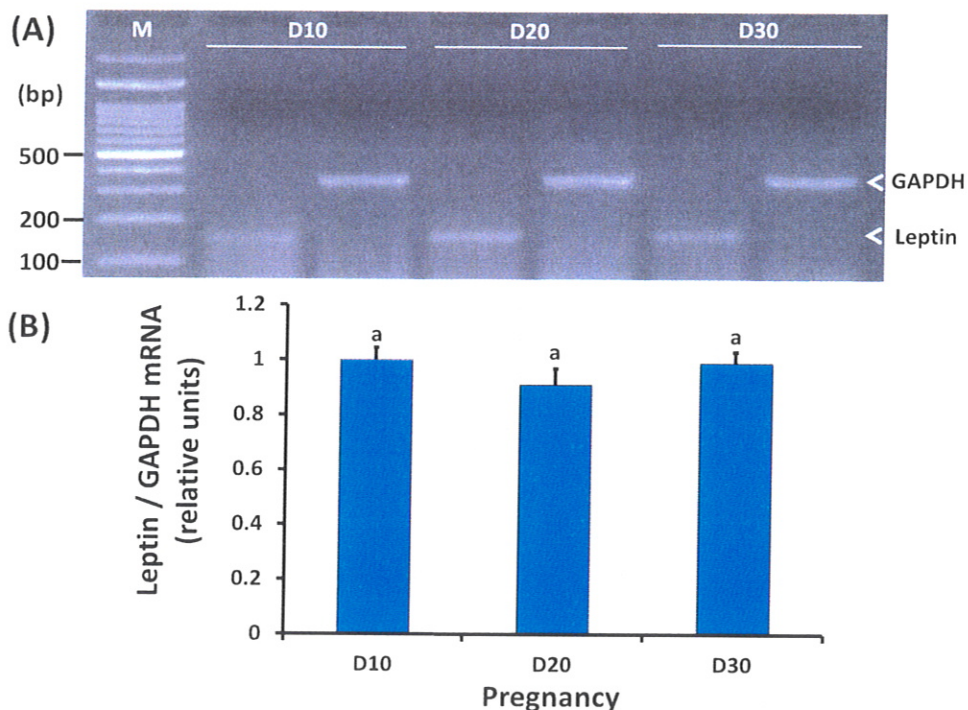 (A)
M D10 D20 D30
(bp)
500
200
100
GAPDH
Leptin
(B)
Leptin / GAPDH mRNA
(relative units)
1.2
1
0.8
0.6
0.4
0.2
0
a a a
D10 D20 D30
Pregnancy